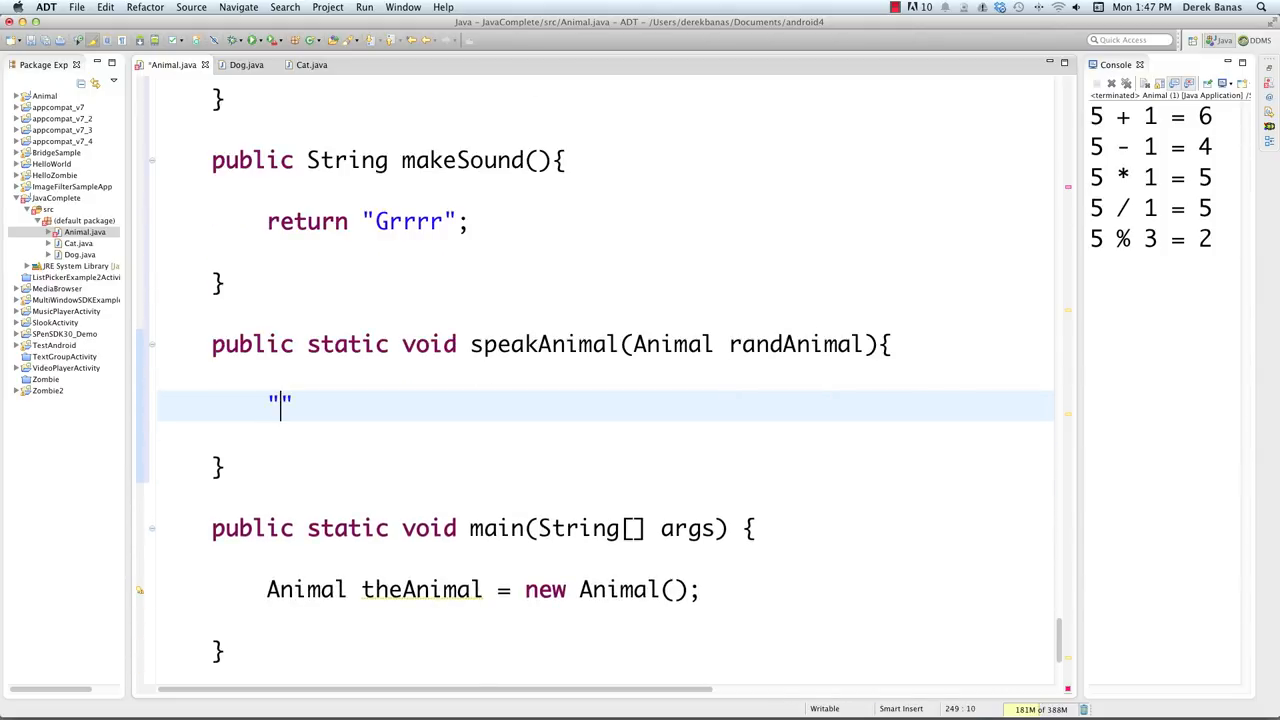 ADT File Edit Refactor Source Navigate Search Project Run Window Help
10 Mon 1:47 PM Derek Banas
Java – JavaComplete/src/Animal.java – ADT – /Users/derekbanas/Documents/android4
Quick Access Java DDMS
Package Exp
*Animal.java Dog.java Cat.java
Console
Animal
appcompat_v7
appcompat_v7_2
appcompat_v7_3
appcompat_v7_4
BridgeSample
HelloWorld
HelloZombie
ImageFilterSampleApp
JavaComplete
src
(default package)
Animal.java
Cat.java
Dog.java
JRE System Library [Ja
ListPickerExample2Activi
MediaBrowser
MultiWindowSDKExample
MusicPlayerActivity
SlookActivity
SPenSDK30_Demo
TestAndroid
TextGroupActivity
VideoPlayerActivity
Zombie
Zombie2
}
public String makeSound(){
return "Grrrr";
}
public static void speakAnimal(Animal randAnimal){
""
}
public static void main(String[] args) {
Animal theAnimal = new Animal();
}
<terminated> Animal (1) [Java Application] /S
5 + 1 = 6
5 - 1 = 4
5 * 1 = 5
5 / 1 = 5
5 % 3 = 2
Writable Smart Insert 249 : 10 181M of 388M